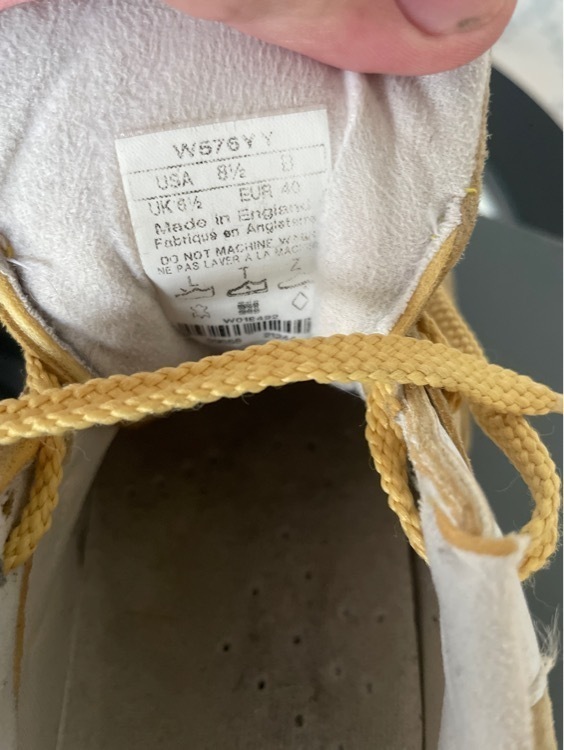 W576YY
USA 8½ B
UK 6½ EUR 40
Made in England
Fabriqué en Angleterre
DO NOT MACHINE WASH
NE PAS LAVER A LA MACHINE
L T Z
W01E492